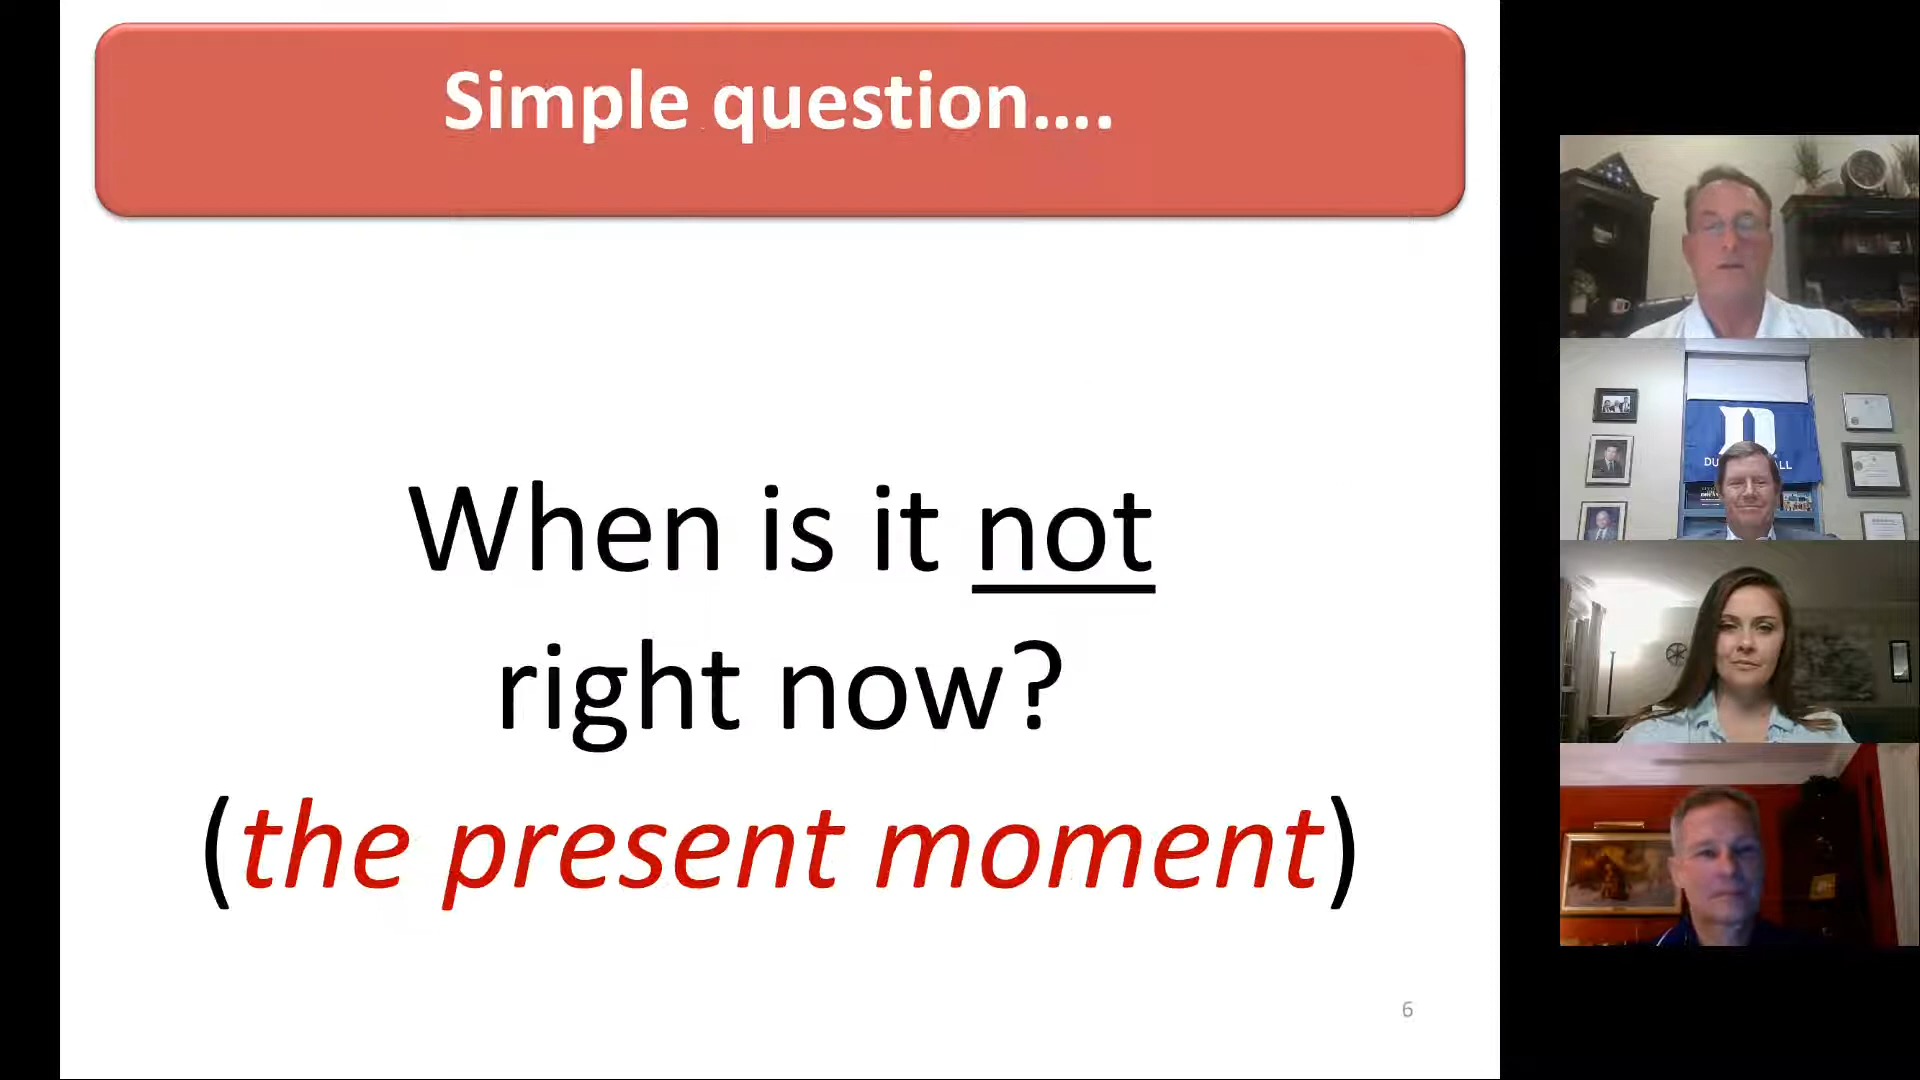 Simple question....
When is it not
right now?
(the present moment)
6